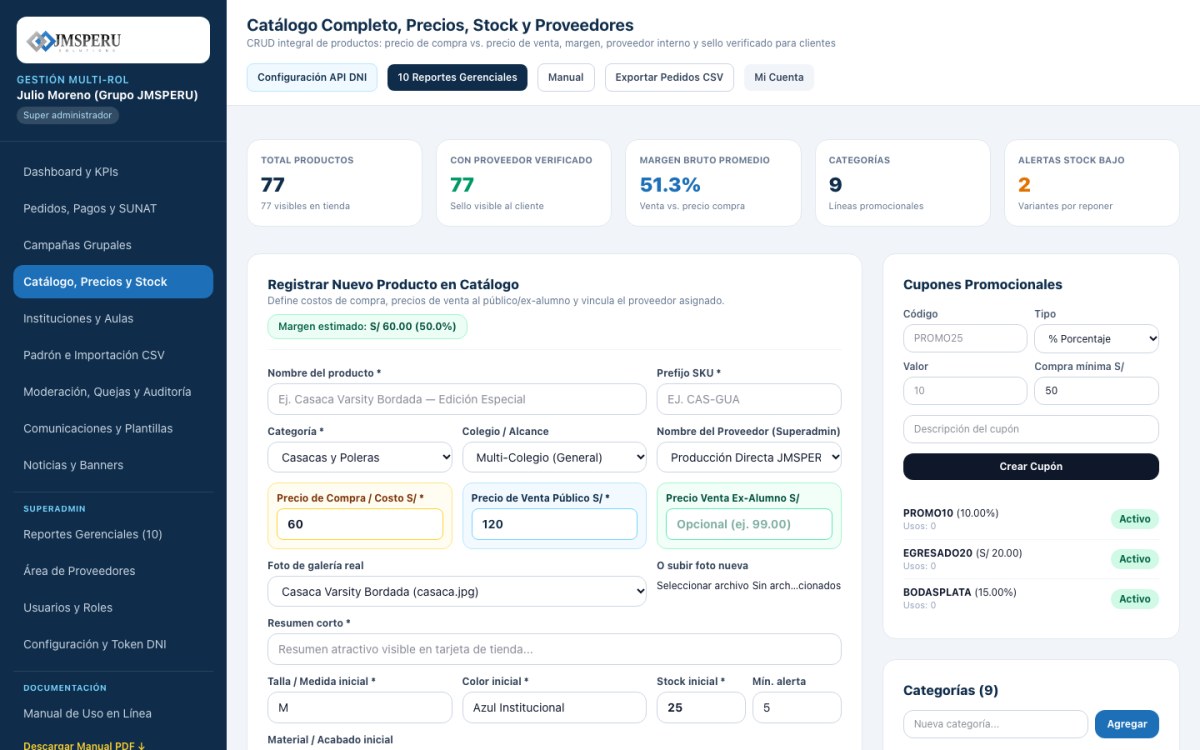 JMSPERU
SOLUTIONS
GESTIÓN MULTI-ROL
Julio Moreno (Grupo JMSPERU)
Super administrador
Dashboard y KPIs
Pedidos, Pagos y SUNAT
Campañas Grupales
Catálogo, Precios y Stock
Instituciones y Aulas
Padrón e Importación CSV
Moderación, Quejas y Auditoría
Comunicaciones y Plantillas
Noticias y Banners
SUPERADMIN
Reportes Gerenciales (10)
Área de Proveedores
Usuarios y Roles
Configuración y Token DNI
DOCUMENTACIÓN
Manual de Uso en Línea
Descargar Manual PDF ↓
Catálogo Completo, Precios, Stock y Proveedores
CRUD integral de productos: precio de compra vs. precio de venta, margen, proveedor interno y sello verificado para clientes
Configuración API DNI
10 Reportes Gerenciales
Manual
Exportar Pedidos CSV
Mi Cuenta
TOTAL PRODUCTOS
77
77 visibles en tienda
CON PROVEEDOR VERIFICADO
77
Sello visible al cliente
MARGEN BRUTO PROMEDIO
51.3%
Venta vs. precio compra
CATEGORÍAS
9
Líneas promocionales
ALERTAS STOCK BAJO
2
Variantes por reponer
Registrar Nuevo Producto en Catálogo
Define costos de compra, precios de venta al público/ex-alumno y vincula el proveedor asignado.
Margen estimado: S/ 60.00 (50.0%)
Nombre del producto *
Ej. Casaca Varsity Bordada — Edición Especial
Prefijo SKU *
EJ. CAS-GUA
Categoría *
Casacas y Poleras
Colegio / Alcance
Multi-Colegio (General)
Nombre del Proveedor (Superadmin)
Producción Directa JMSPER
Precio de Compra / Costo S/ *
60
Precio de Venta Público S/ *
120
Precio Venta Ex-Alumno S/
Opcional (ej. 99.00)
Foto de galería real
Casaca Varsity Bordada (casaca.jpg)
O subir foto nueva
Seleccionar archivo Sin arch...cionados
Resumen corto *
Resumen atractivo visible en tarjeta de tienda...
Talla / Medida inicial *
M
Color inicial *
Azul Institucional
Stock inicial *
25
Mín. alerta
5
Material / Acabado inicial
Cupones Promocionales
Código
PROMO25
Tipo
% Porcentaje
Valor
10
Compra mínima S/
50
Descripción del cupón
Crear Cupón
PROMO10 (10.00%)
Usos: 0
Activo
EGRESADO20 (S/ 20.00)
Usos: 0
Activo
BODASPLATA (15.00%)
Usos: 0
Activo
Categorías (9)
Nueva categoría...
Agregar